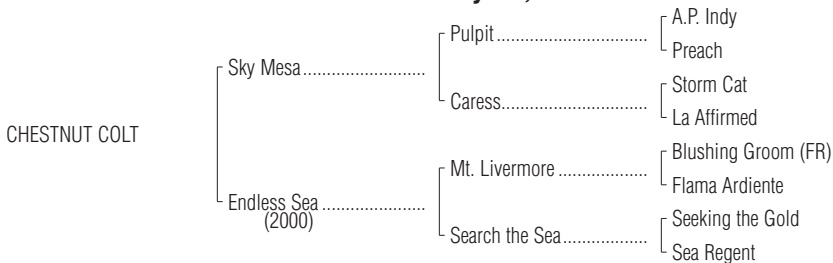 A.P. Indy
Pulpit
Preach
Sky Mesa
Storm Cat
Caress
La Affirmed
CHESTNUT COLT
Blushing Groom (FR)
Mt. Livermore
Flama Ardiente
Endless Sea
(2000)
Seeking the Gold
Search the Sea
Sea Regent